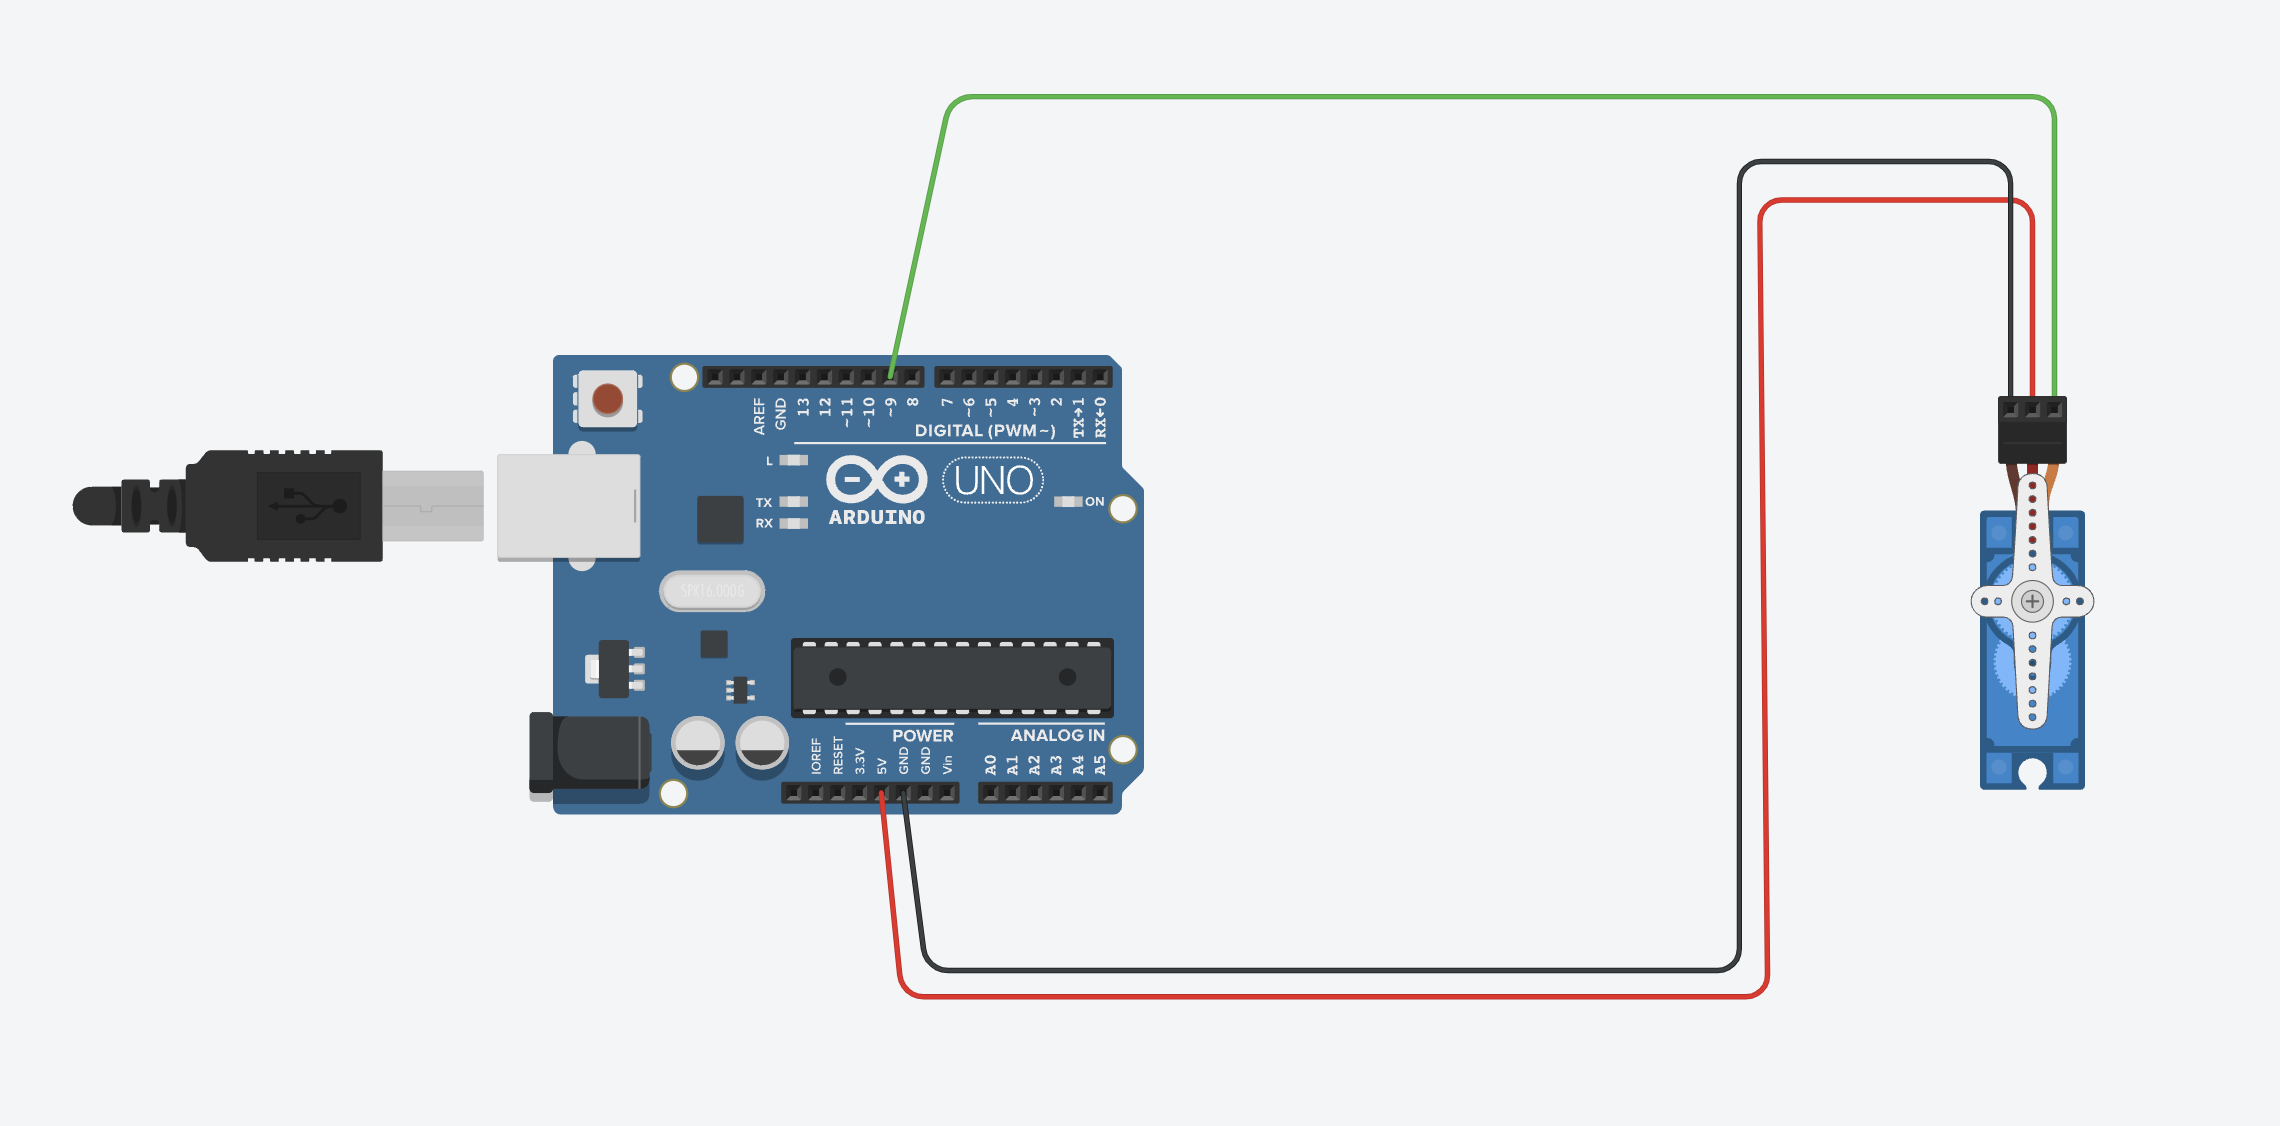 AREF
GND
13
12
~11
~10
~9
8
7
~6
~5
4
~3
2
TX→1
RX←0
DIGITAL (PWM~)
L
TX
RX
ARDUINO
UNO
ON
SPK16.000G
POWER
ANALOG IN
IOREF
RESET
3.3V
5V
GND
GND
Vin
A0
A1
A2
A3
A4
A5